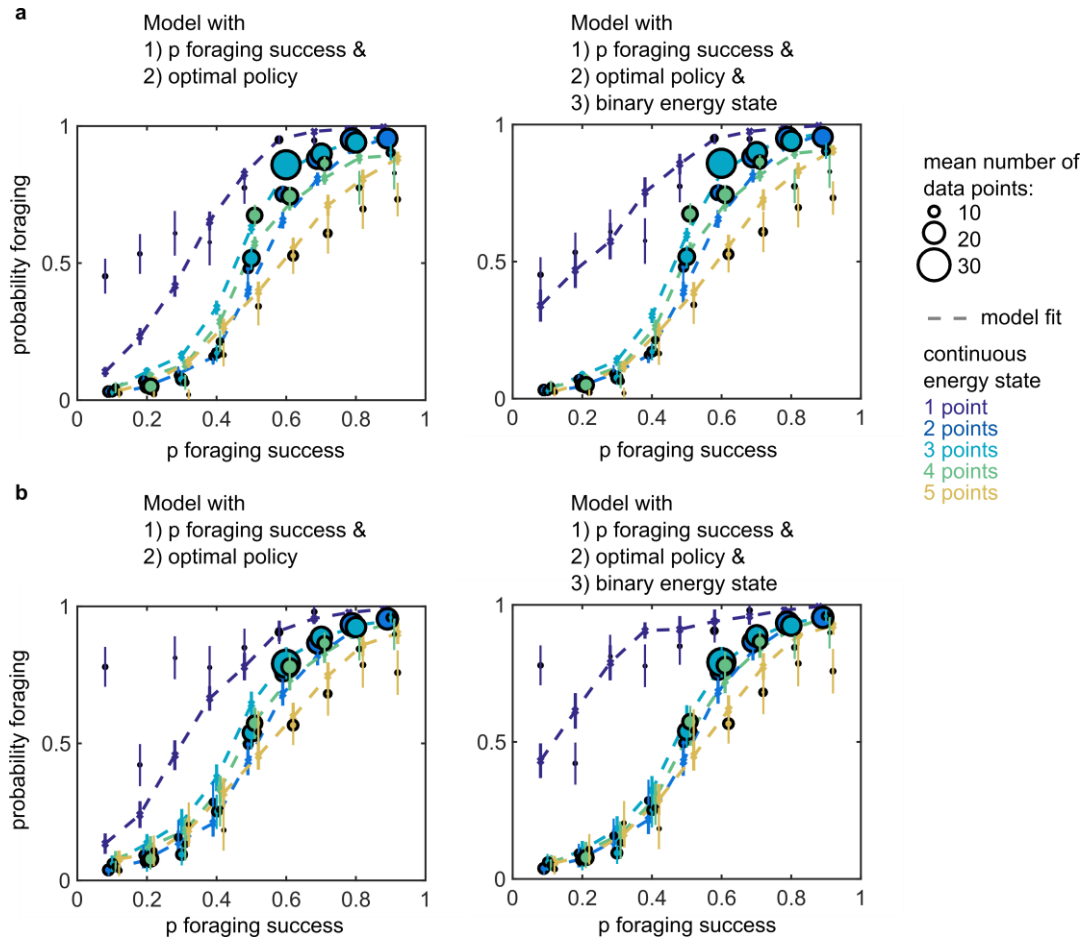 a
Model with
1) p foraging success &
2) optimal policy
Model with
1) p foraging success &
2) optimal policy &
3) binary energy state
probability foraging
1
0.5
0
0 0.2 0.4 0.6 0.8 1
p foraging success
1
0.5
0
0 0.2 0.4 0.6 0.8 1
p foraging success
mean number of
data points:
10
20
30
model fit
continuous
energy state
1 point
2 points
3 points
4 points
5 points
b
Model with
1) p foraging success &
2) optimal policy
Model with
1) p foraging success &
2) optimal policy &
3) binary energy state
probability foraging
1
0.5
0
0 0.2 0.4 0.6 0.8 1
p foraging success
1
0.5
0
0 0.2 0.4 0.6 0.8 1
p foraging success